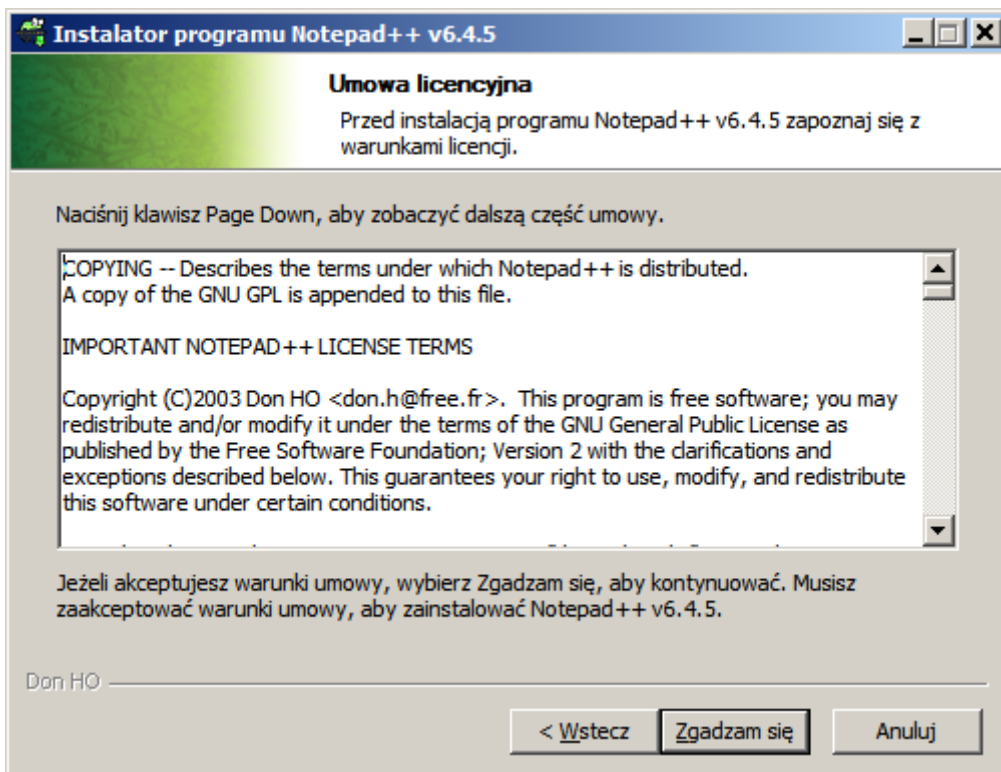 Instalator programu Notepad++ v6.4.5
Umowa licencyjna
Przed instalacją programu Notepad++ v6.4.5 zapoznaj się z
warunkami licencji.
Naciśnij klawisz Page Down, aby zobaczyć dalszą część umowy.
COPYING -- Describes the terms under which Notepad++ is distributed.
A copy of the GNU GPL is appended to this file.
IMPORTANT NOTEPAD++ LICENSE TERMS
Copyright (C)2003 Don HO <don.h@free.fr>.  This program is free software; you may
redistribute and/or modify it under the terms of the GNU General Public License as
published by the Free Software Foundation; Version 2 with the clarifications and
exceptions described below. This guarantees your right to use, modify, and redistribute
this software under certain conditions.
Jeżeli akceptujesz warunki umowy, wybierz Zgadzam się, aby kontynuować. Musisz
zaakceptować warunki umowy, aby zainstalować Notepad++ v6.4.5.
Don HO
< Wstecz
Zgadzam się
Anuluj